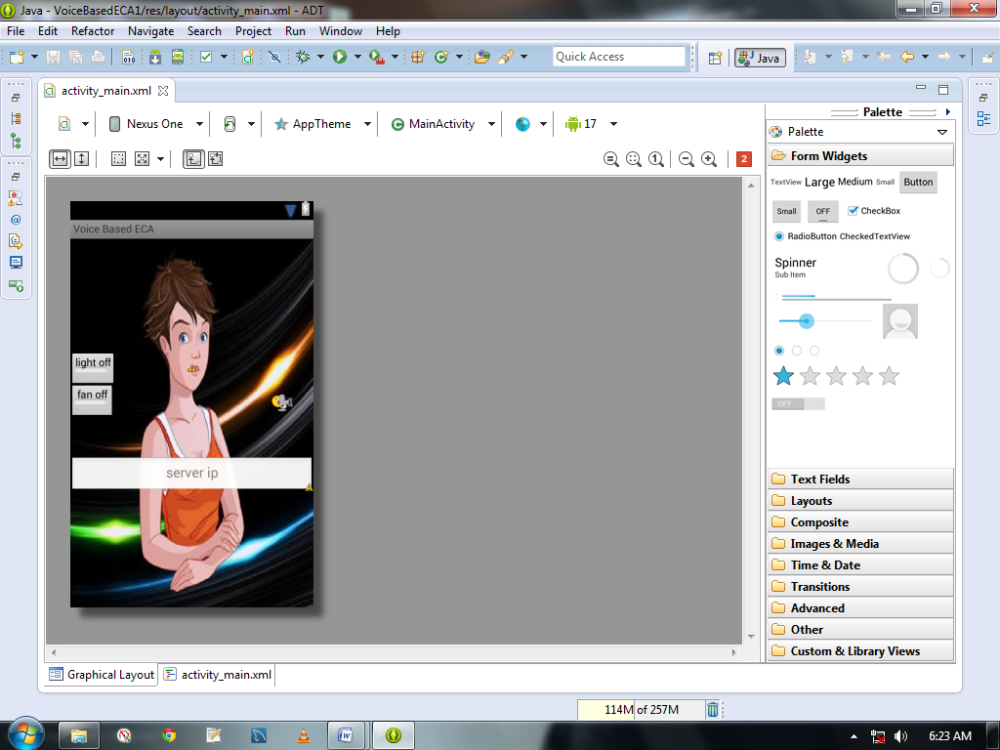 Java - VoiceBasedECA1/res/layout/activity_main.xml - ADT
File Edit Refactor Navigate Search Project Run Window Help
Quick Access
Java
activity_main.xml
Nexus One
AppTheme
MainActivity
17
2
Voice Based ECA
light off
fan off
server ip
Palette
Palette
Form Widgets
TextView Large Medium Small Button
Small OFF CheckBox
RadioButton CheckedTextView
Spinner
Sub Item
OFF
Text Fields
Layouts
Composite
Images & Media
Time & Date
Transitions
Advanced
Other
Custom & Library Views
Graphical Layout activity_main.xml
114M of 257M
6:23 AM